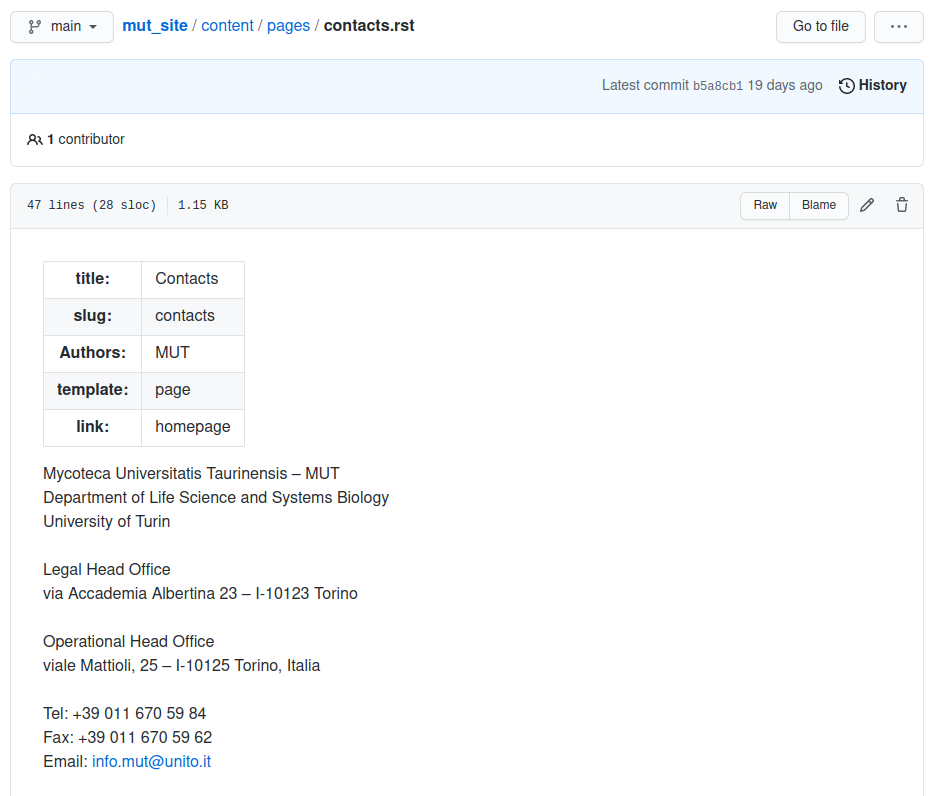 main
mut_site / content / pages / contacts.rst
Go to file
Latest commit b5a8cb1 19 days ago
History
1 contributor
47 lines (28 sloc)
1.15 KB
Raw
Blame
title: Contacts
slug: contacts
Authors: MUT
template: page
link: homepage
Mycoteca Universitatis Taurinensis – MUT
Department of Life Science and Systems Biology
University of Turin
Legal Head Office
via Accademia Albertina 23 – I-10123 Torino
Operational Head Office
viale Mattioli, 25 – I-10125 Torino, Italia
Tel: +39 011 670 59 84
Fax: +39 011 670 59 62
Email: info.mut@unito.it